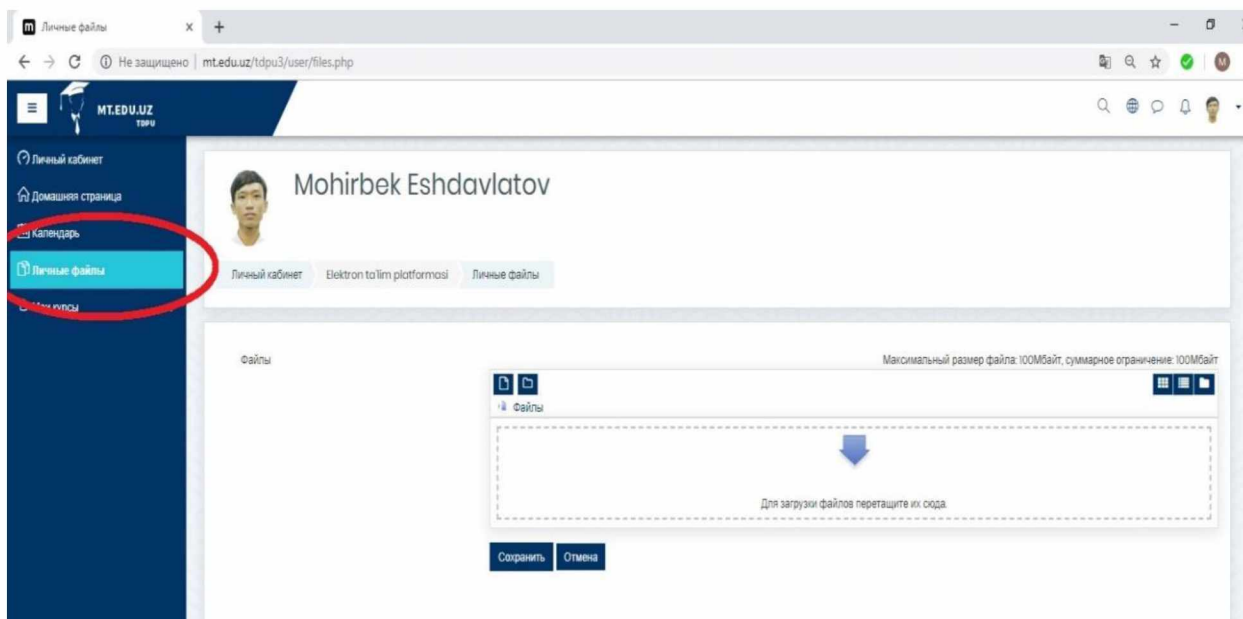 Личные файлы
Не защищено | mt.edu.uz/tdpu3/user/files.php
M
MT.EDU.UZ
TDPU
Личный кабинет
Домашняя страница
Календарь
Личные файлы
Мои курсы
Mohirbek Eshdavlatov
Личный кабинет
Elektron ta'lim platformasi
Личные файлы
Файлы
Максимальный размер файла: 100Мбайт, суммарное ограничение: 100Мбайт
Файлы
Для загрузки файлов перетащите их сюда.
Сохранить
Отмена